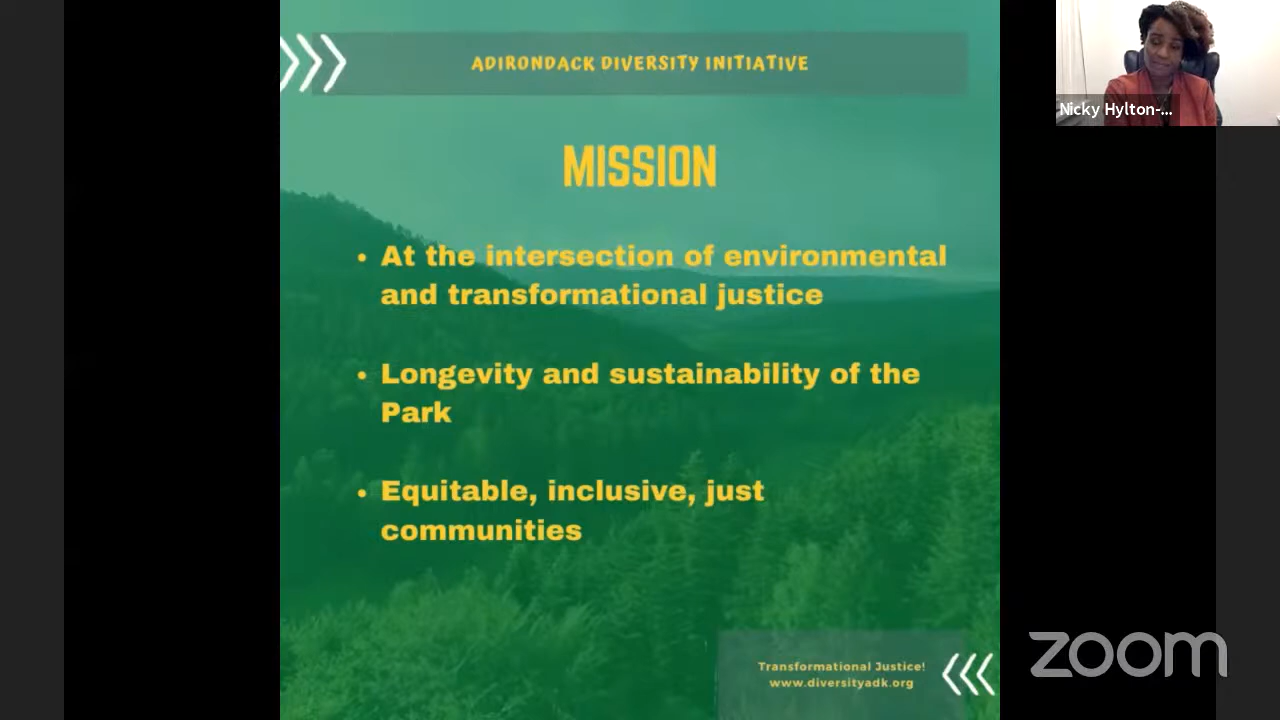 ADIRONDACK DIVERSITY INITIATIVE
Nicky Hylton-...
MISSION
• At the intersection of environmental
and transformational justice
• Longevity and sustainability of the
Park
• Equitable, inclusive, just
communities
Transformational Justice!
www.diversityadk.org
zoom